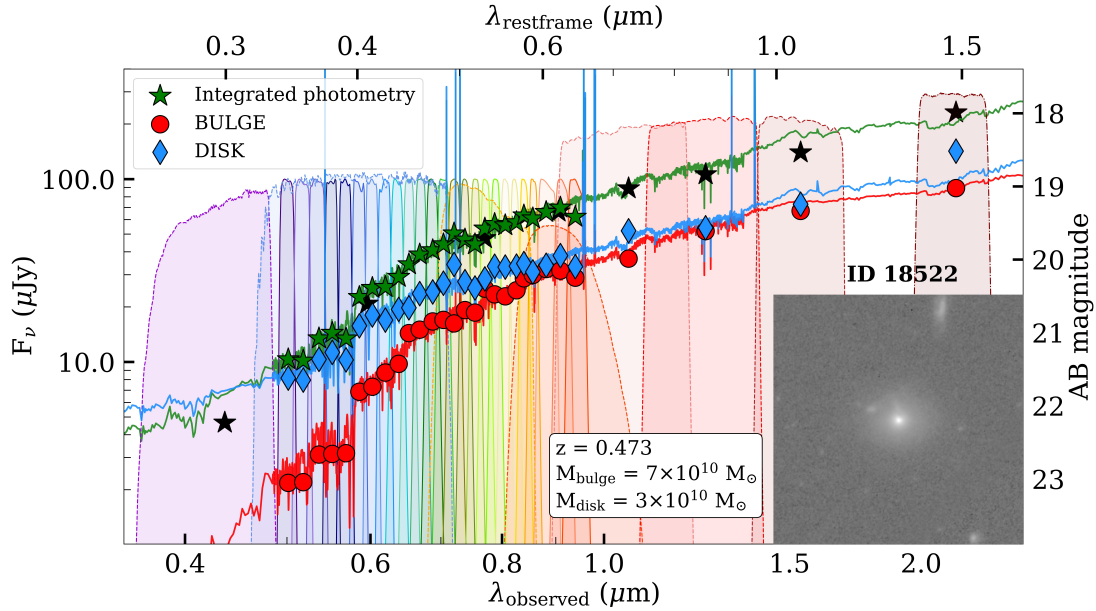 λrestframe (μm)
0.3 0.4 0.6 1.0 1.5
Integrated photometry
BULGE
DISK
100.0
10.0
Fν (μJy)
18
19
20
21
22
23
AB magnitude
ID 18522
z = 0.473
Mbulge = 7×10¹⁰ M⊙
Mdisk = 3×10¹⁰ M⊙
0.4 0.6 0.8 1.0 1.5 2.0
λobserved (μm)